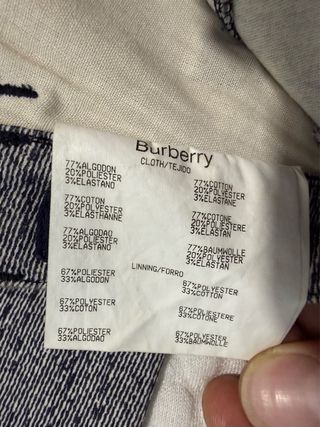 Burberry
CLOTH/TEJIDO
77%ALGODON
20%POLIESTER
3%ELASTANO
77%COTTON
20%POLYESTER
3%ELASTANE
77%COTON
20%POLYESTER
3%ELASTHANNE
77%COTONE
20%POLIESTERE
3%ELASTAN
77%ALGODAO
20%POLIESTER
3%ELASTANO
77%BAUMWOLLE
20%POLYESTER
3%ELASTAN
LINNING/FORRO
67%POLIESTER
33%ALGODON
67%POLYESTER
33%COTTON
67%POLYESTER
33%COTON
67%POLIESTERE
33%COTONE
67%POLIESTER
33%ALGODAO
67%POLYESTER
33%BAUMWOLLE